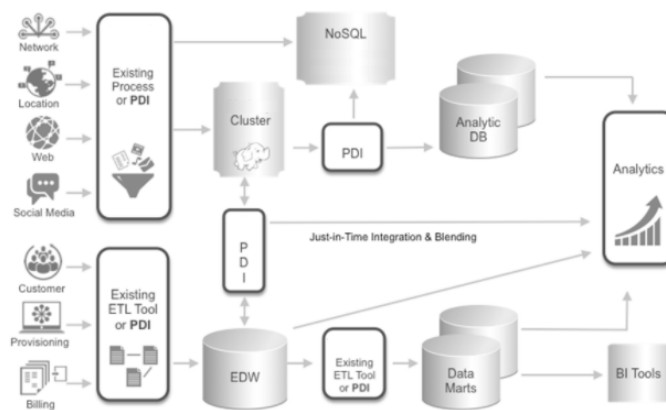 Network
Location
Web
Social Media
Existing
Process
or PDI
NoSQL
Cluster
PDI
Analytic
DB
Analytics
P
D
I
Just-in-Time Integration & Blending
Customer
Provisioning
Billing
Existing
ETL Tool
or PDI
EDW
Existing
ETL Tool
or PDI
Data
Marts
BI Tools